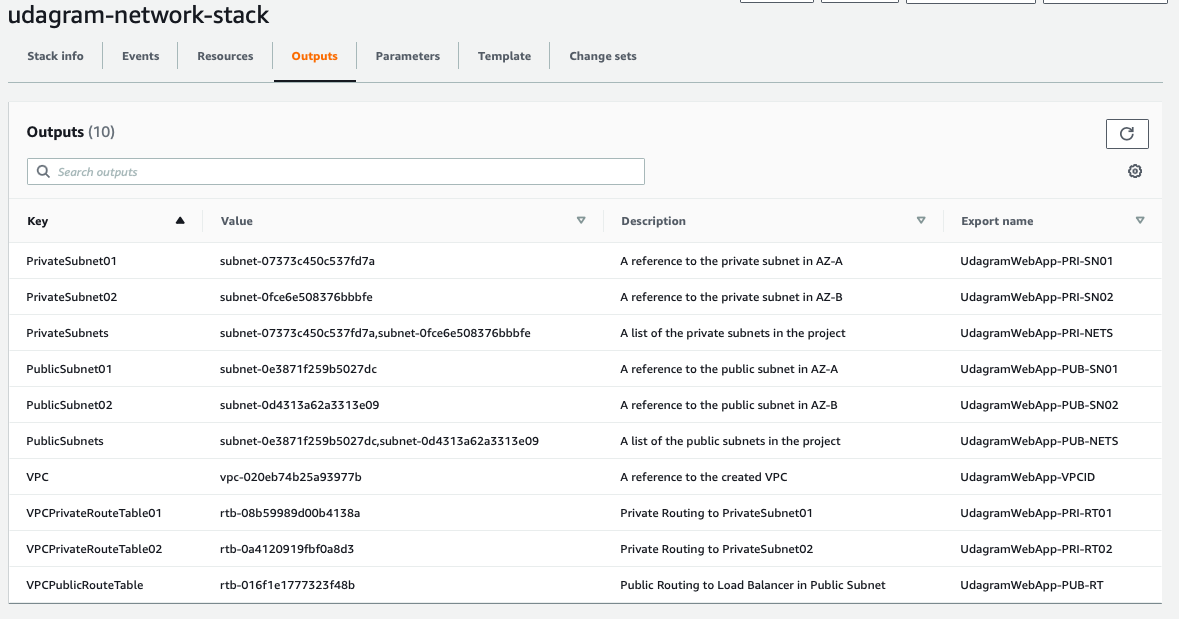 udagram-network-stack
Stack info Events Resources Outputs Parameters Template Change sets
Outputs (10)
Search outputs
Key Value Description Export name
PrivateSubnet01 subnet-07373c450c537fd7a A reference to the private subnet in AZ-A UdagramWebApp-PRI-SN01
PrivateSubnet02 subnet-0fce6e508376bbbfe A reference to the private subnet in AZ-B UdagramWebApp-PRI-SN02
PrivateSubnets subnet-07373c450c537fd7a,subnet-0fce6e508376bbbfe A list of the private subnets in the project UdagramWebApp-PRI-NETS
PublicSubnet01 subnet-0e3871f259b5027dc A reference to the public subnet in AZ-A UdagramWebApp-PUB-SN01
PublicSubnet02 subnet-0d4313a62a3313e09 A reference to the public subnet in AZ-B UdagramWebApp-PUB-SN02
PublicSubnets subnet-0e3871f259b5027dc,subnet-0d4313a62a3313e09 A list of the public subnets in the project UdagramWebApp-PUB-NETS
VPC vpc-020eb74b25a93977b A reference to the created VPC UdagramWebApp-VPCID
VPCPrivateRouteTable01 rtb-08b59989d00b4138a Private Routing to PrivateSubnet01 UdagramWebApp-PRI-RT01
VPCPrivateRouteTable02 rtb-0a4120919fbf0a8d3 Private Routing to PrivateSubnet02 UdagramWebApp-PRI-RT02
VPCPublicRouteTable rtb-016f1e1777323f48b Public Routing to Load Balancer in Public Subnet UdagramWebApp-PUB-RT